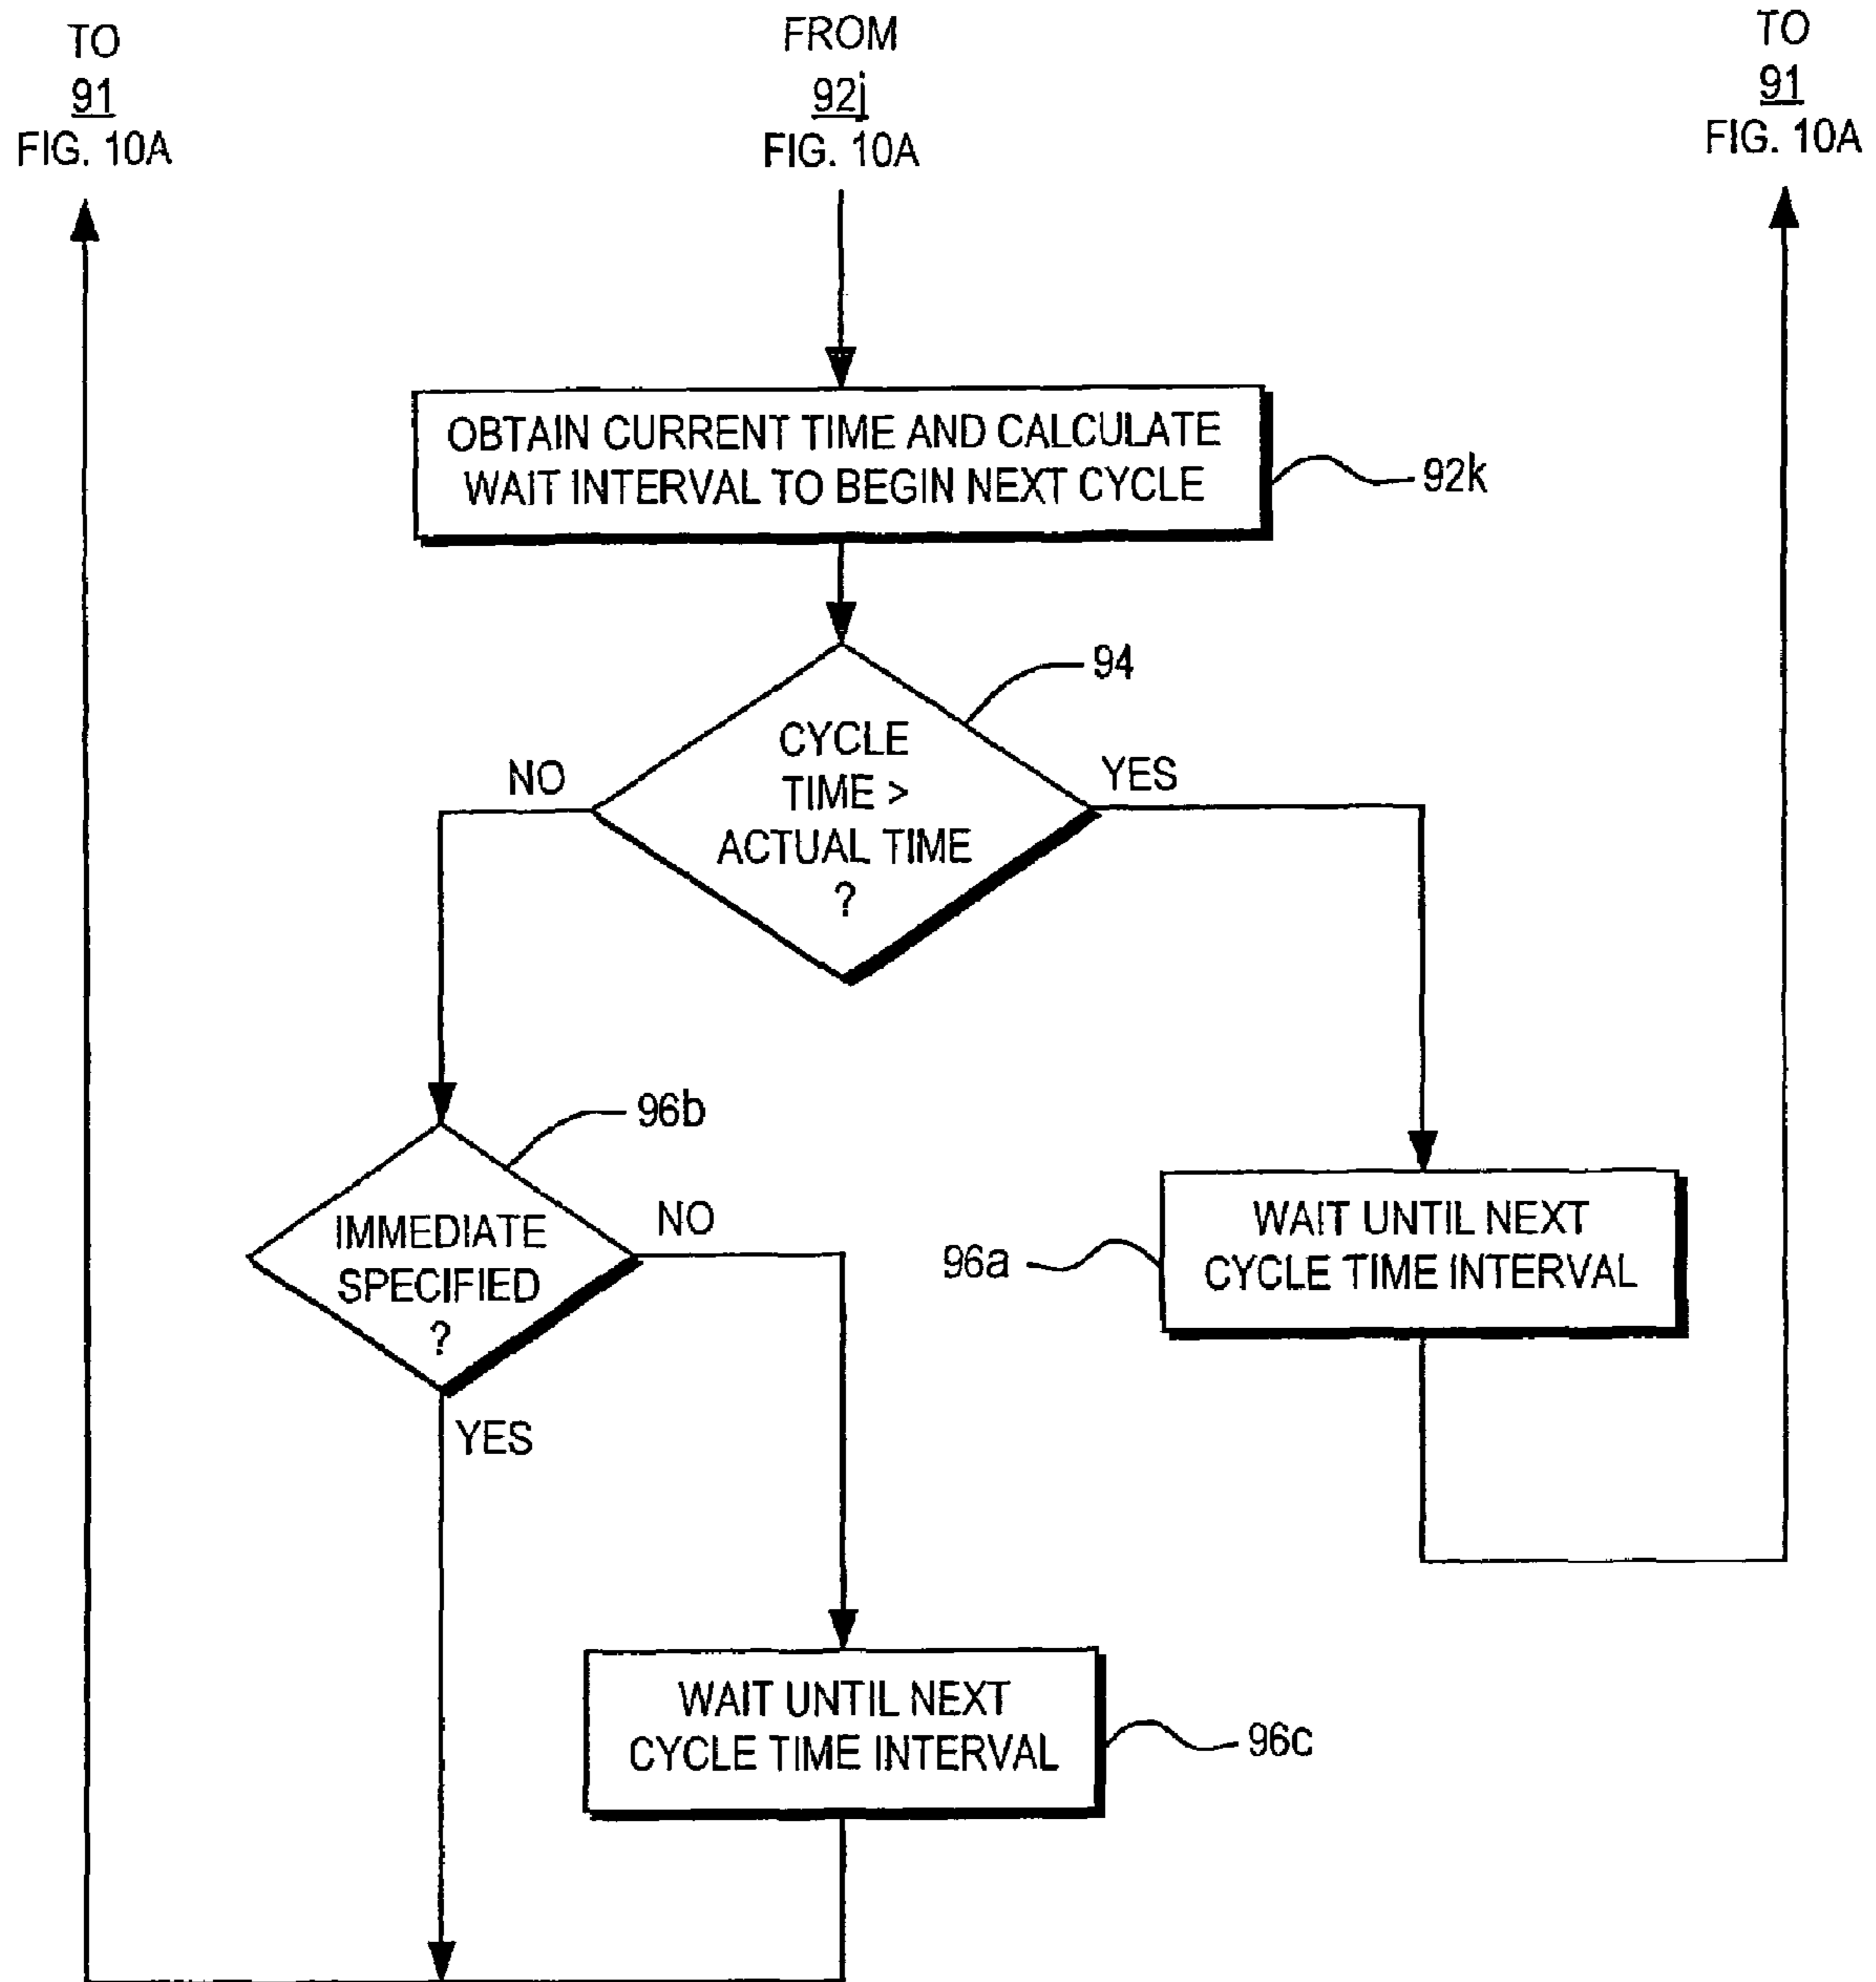 TO
91
FIG. 10A
FROM
92j
FIG. 10A
TO
91
FIG. 10A
OBTAIN CURRENT TIME AND CALCULATE
WAIT INTERVAL TO BEGIN NEXT CYCLE
92k
94
CYCLE
TIME >
ACTUAL TIME
?
NO
YES
96b
IMMEDIATE
SPECIFIED
?
NO
YES
96a
WAIT UNTIL NEXT
CYCLE TIME INTERVAL
WAIT UNTIL NEXT
CYCLE TIME INTERVAL
96c